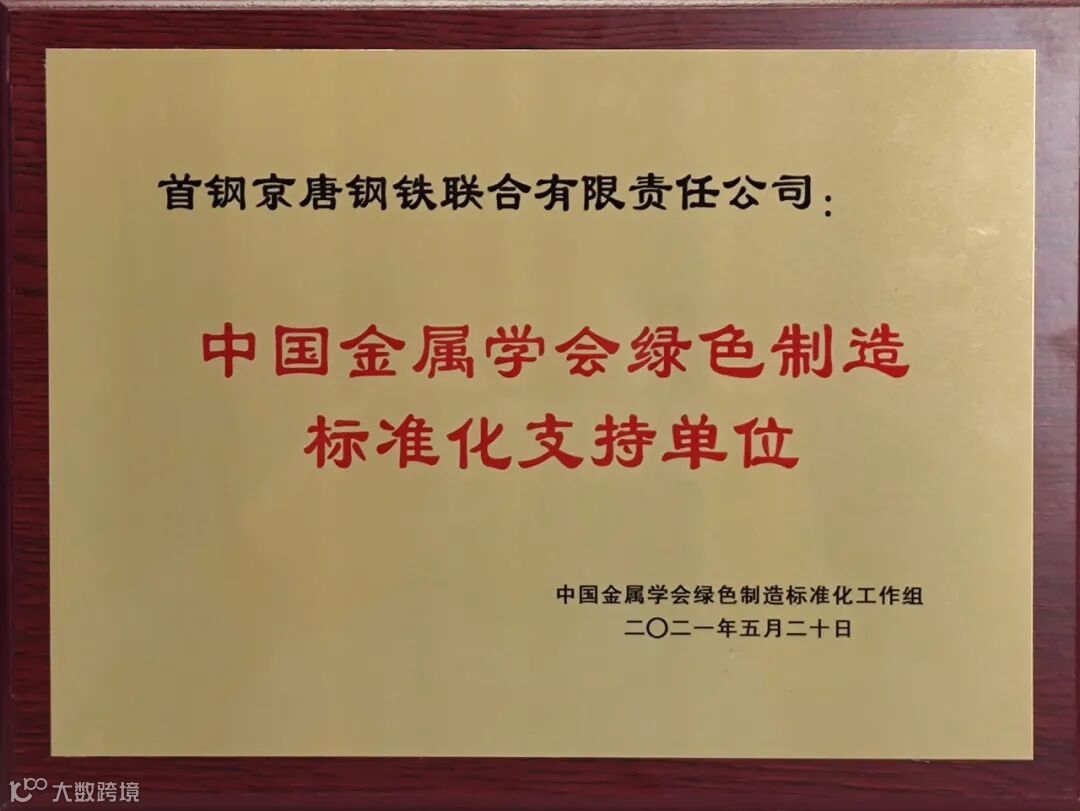 首钢京唐钢铁联合有限责任公司：
中国金属学会绿色制造
标准化支持单位
中国金属学会绿色制造标准化工作组
二〇二一年五月二十日
大数跨境